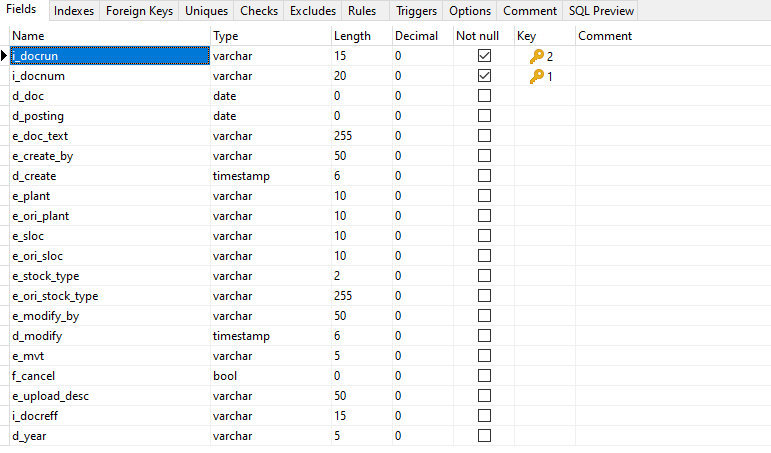 Fields Indexes Foreign Keys Uniques Checks Excludes Rules Triggers Options Comment SQL Preview
Name Type Length Decimal Not null Key Comment
i_docrun varchar 15 0 2
i_docnum varchar 20 0 1
d_doc date 0 0
d_posting date 0 0
e_doc_text varchar 255 0
e_create_by varchar 50 0
d_create timestamp 6 0
e_plant varchar 10 0
e_ori_plant varchar 10 0
e_sloc varchar 10 0
e_ori_sloc varchar 10 0
e_stock_type varchar 2 0
e_ori_stock_type varchar 255 0
e_modify_by varchar 50 0
d_modify timestamp 6 0
e_mvt varchar 5 0
f_cancel bool 0 0
e_upload_desc varchar 50 0
i_docreff varchar 15 0
d_year varchar 5 0